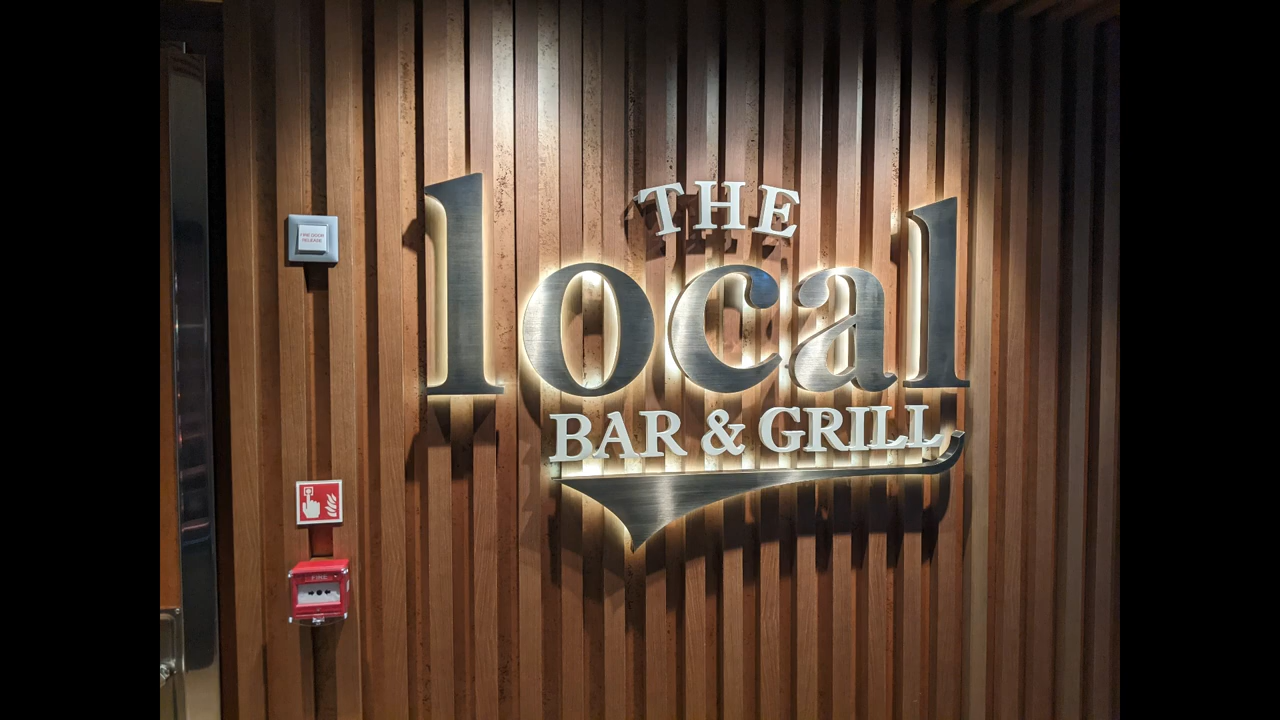 THE
local
BAR & GRILL
FIRE DOOR
RELEASE
FIRE